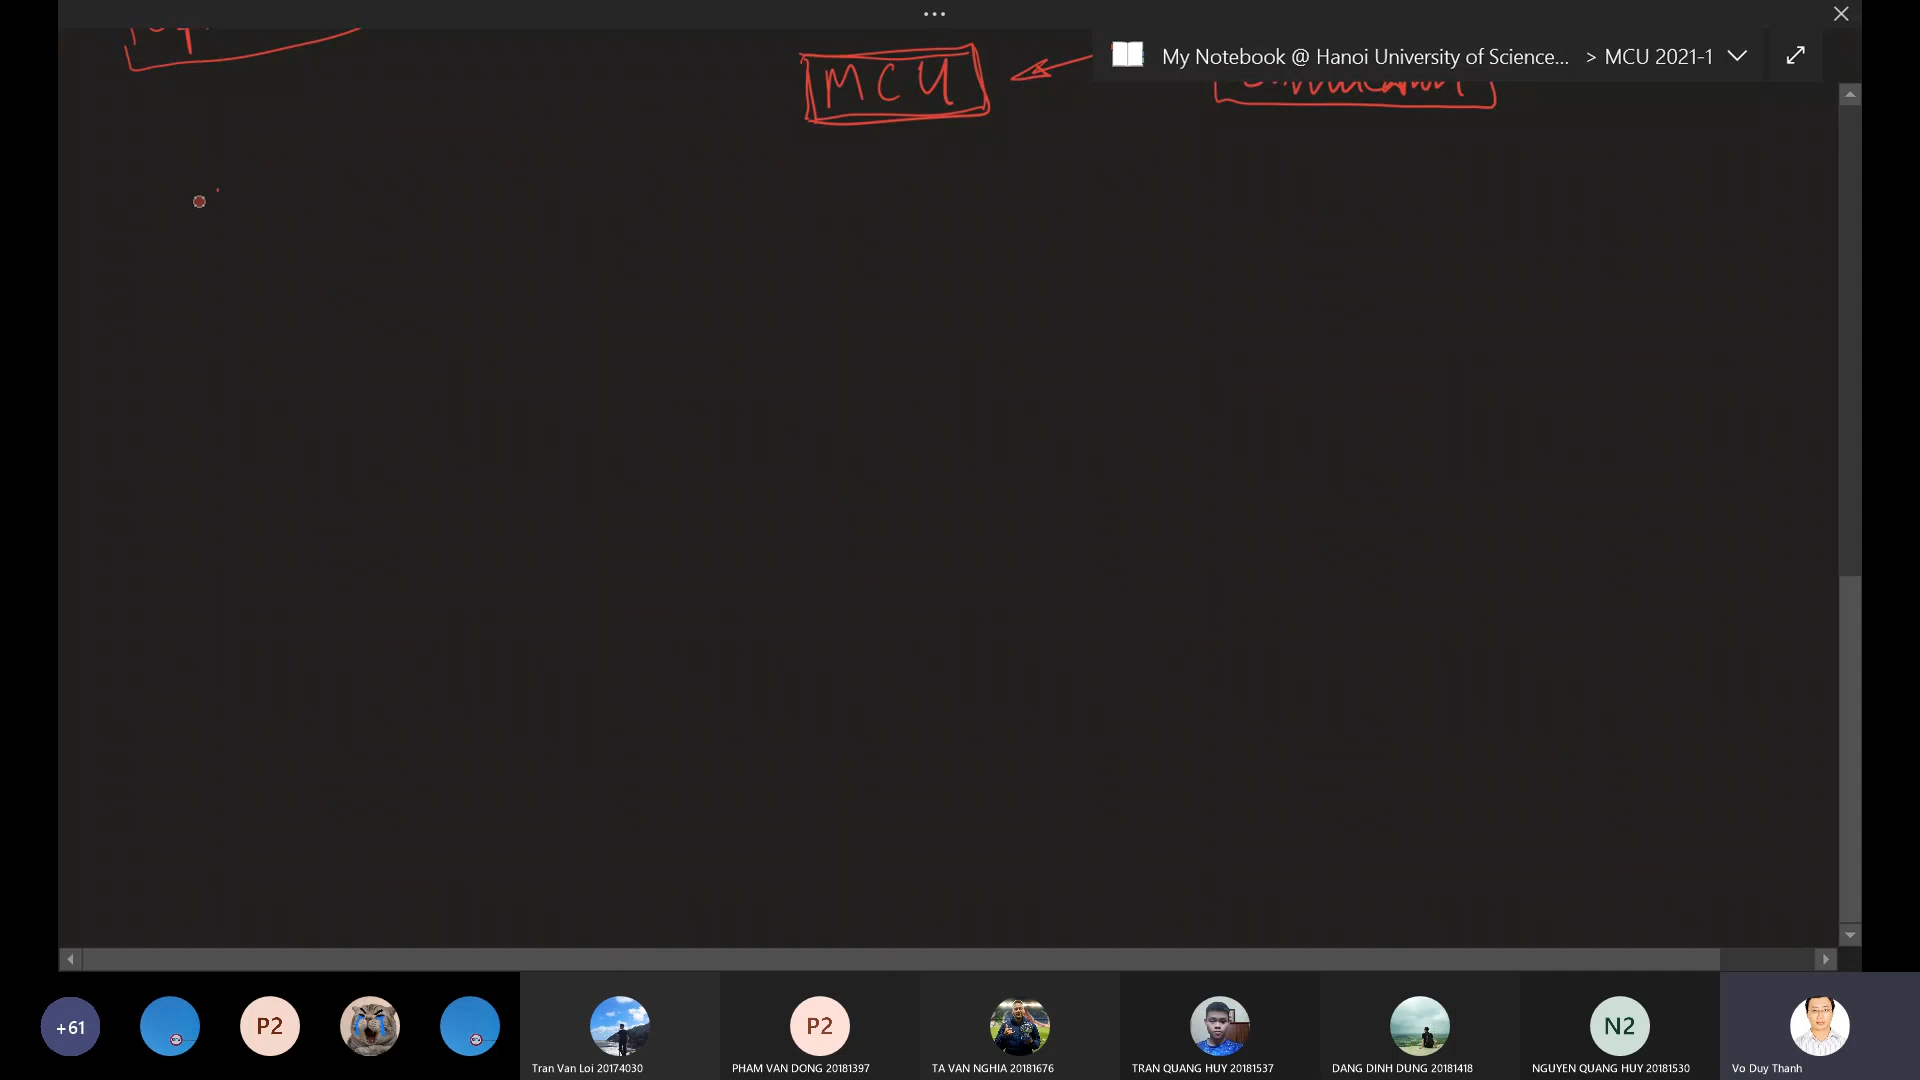 My Notebook @ Hanoi University of Science... > MCU 2021-1
MCU
+61
P2
Tran Van Loi 20174030
P2
PHAM VAN DONG 20181397
TA VAN NGHIA 20181676
TRAN QUANG HUY 20181537
DANG DINH DUNG 20181418
N2
NGUYEN QUANG HUY 20181530
Vo Duy Thanh